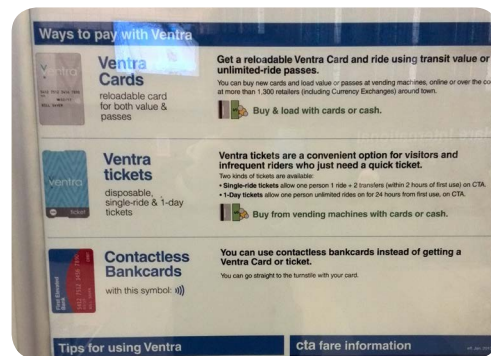 Ways to pay with Ventra
ventra
Ventra
Cards
reloadable card
for both value &
passes
Get a reloadable Ventra Card and ride using transit value or
unlimited-ride passes.
You can buy new cards and load value or passes at vending machines, online or over the
at more than 1,300 retailers (including Currency Exchanges) around town.
Buy & load with cards or cash.
ventra
ticket
Ventra
tickets
disposable,
single-ride & 1-day
tickets
Ventra tickets are a convenient option for visitors and
infrequent riders who just need a quick ticket.
Two kinds of tickets are available:
• Single-ride tickets allow one person 1 ride + 2 transfers (within 2 hours of first use) on CTA.
• 1-Day tickets allow one person unlimited rides on for 24 hours from first use, on CTA.
Buy from vending machines with cards or cash.
First Elevated
Bank
Contactless
Bankcards
with this symbol:
You can use contactless bankcards instead of getting a
Ventra Card or ticket.
You can go straight to the turnstile with your card.
Tips for using Ventra
cta fare information